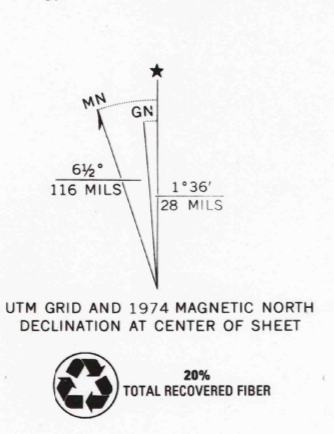 ★
MN
GN
6½°
116 MILS
1°36′
28 MILS
UTM GRID AND 1974 MAGNETIC NORTH
DECLINATION AT CENTER OF SHEET
20%
TOTAL RECOVERED FIBER